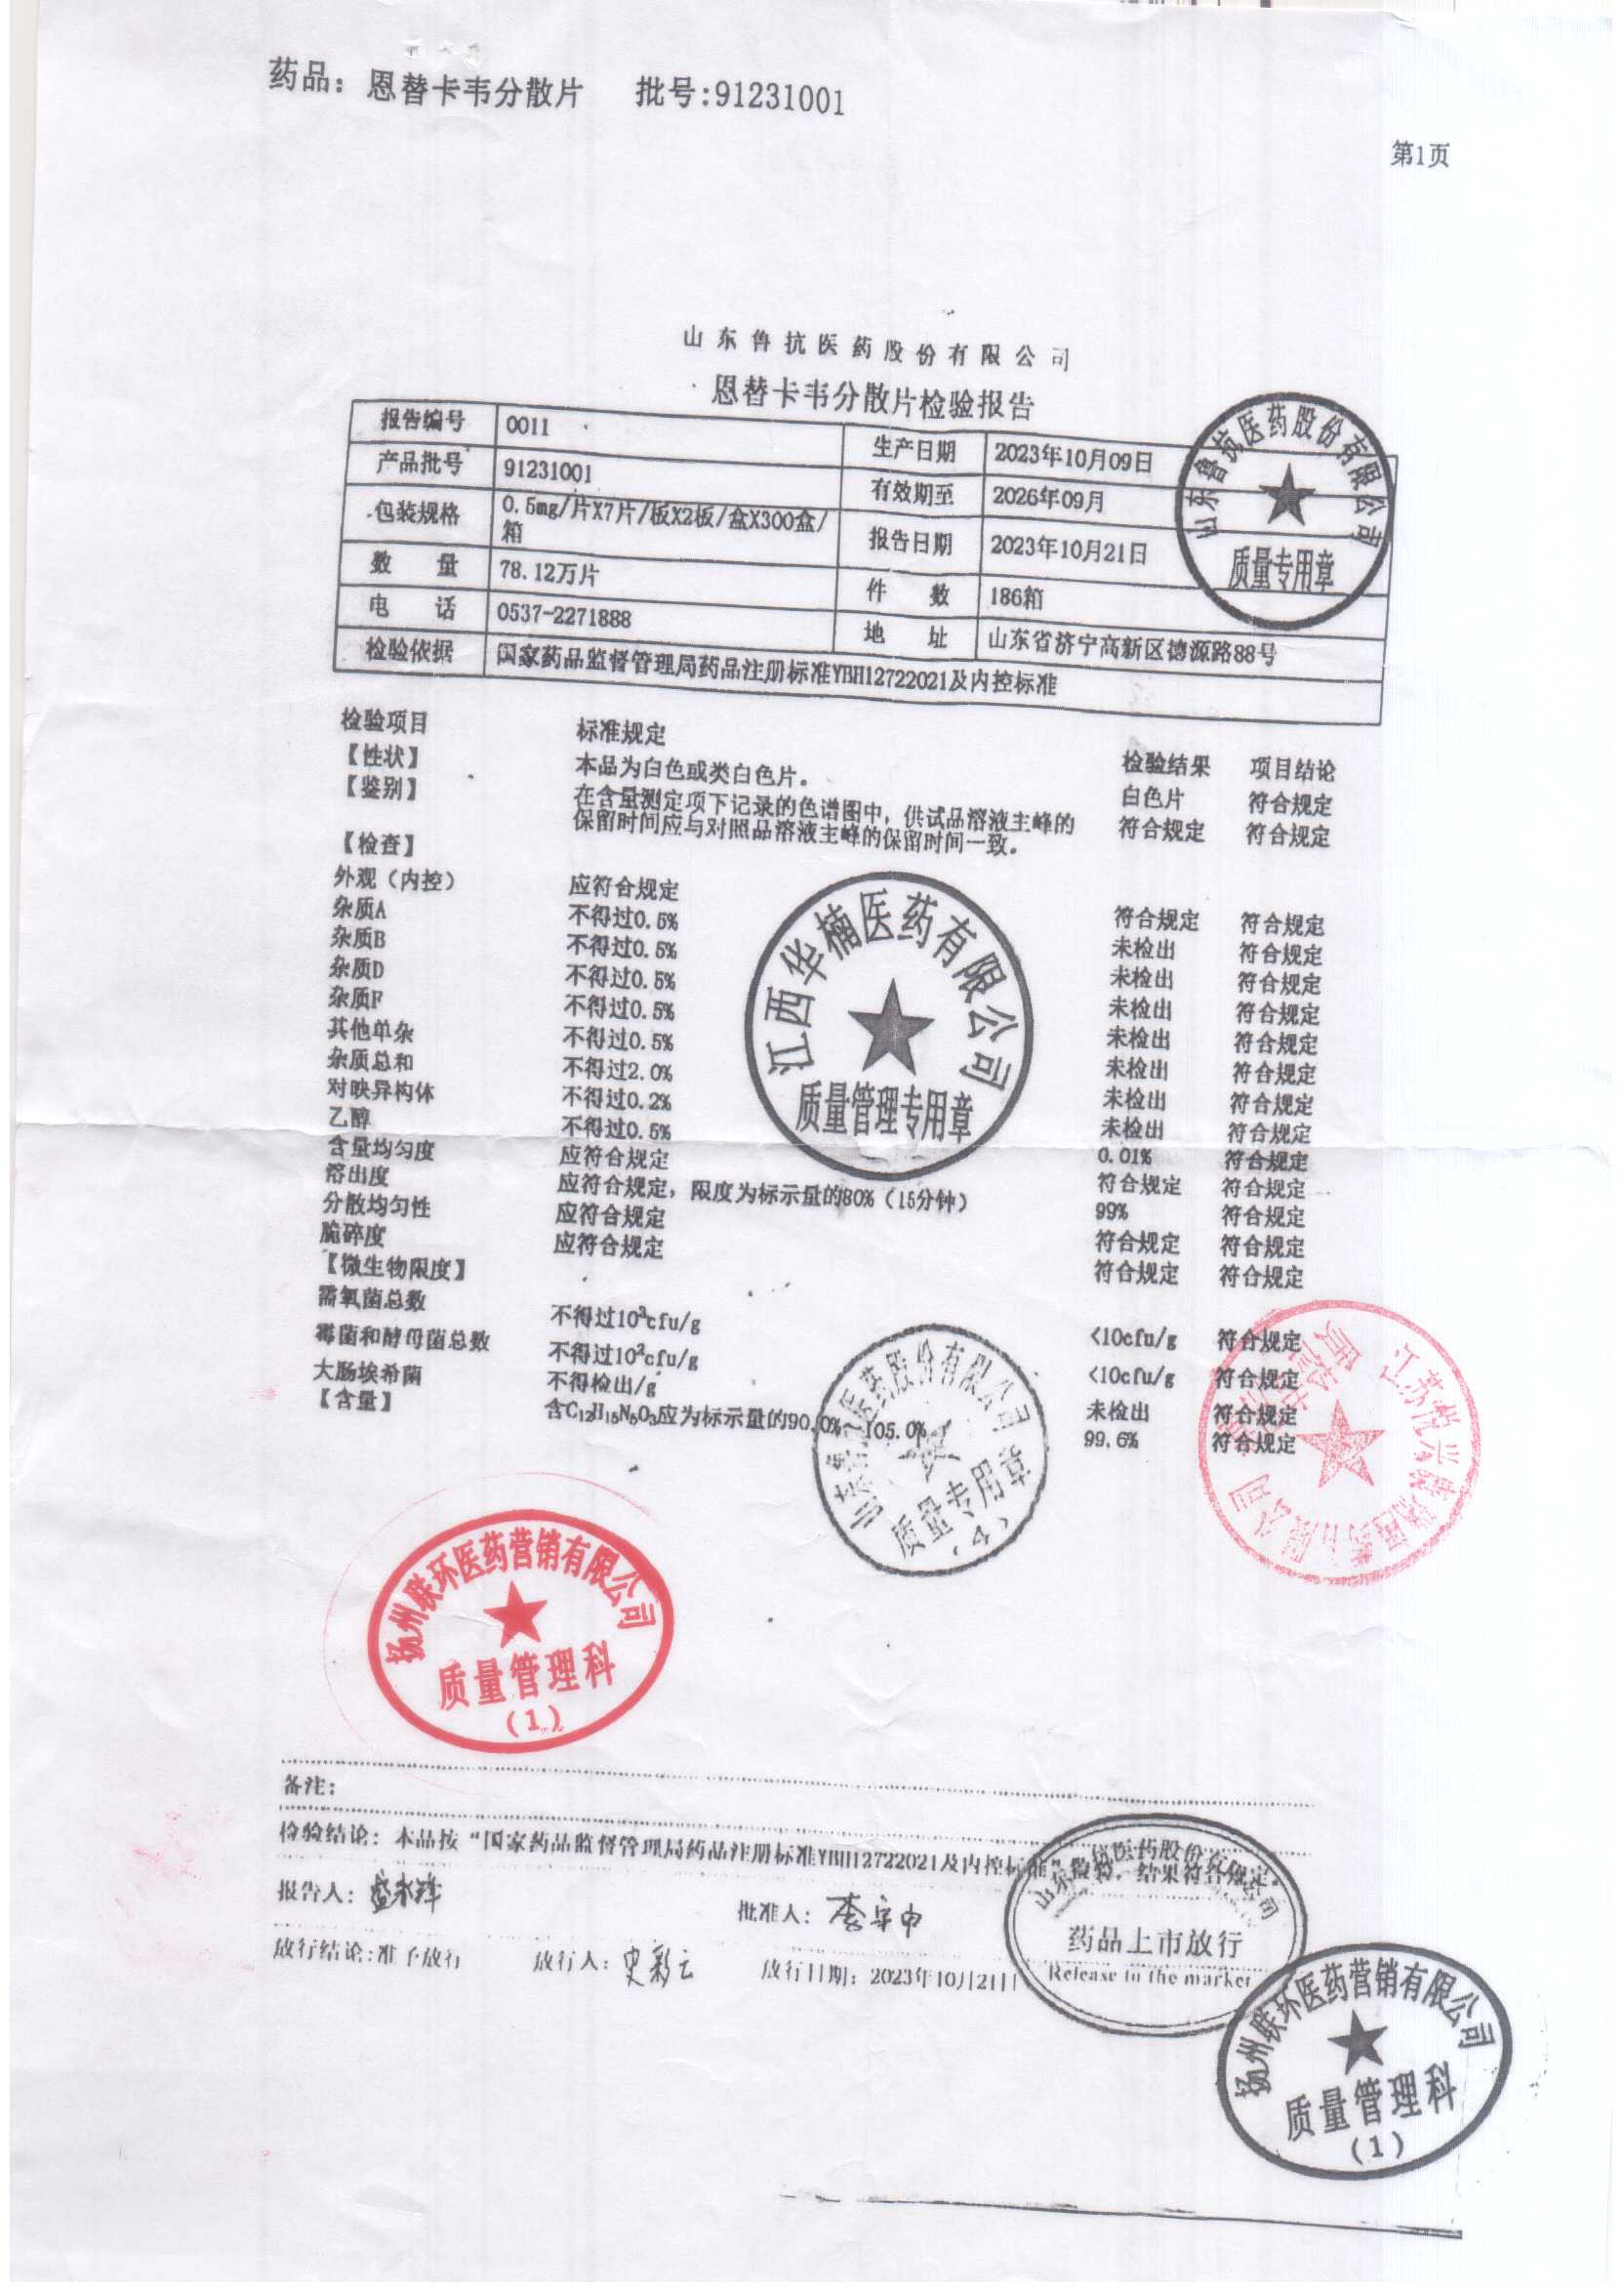 药品：恩替卡韦分散片 批号:91231001
第1页
山东鲁抗医药股份有限公司
恩替卡韦分散片检验报告
报告编号 0011 生产日期 2023年10月09日
产品批号 91231001 有效期至 2026年09月
包装规格 0.5mg/片X7片/板X2板/盒X300盒/箱 报告日期 2023年10月21日
数 量 78.12万片 件 数 186箱
电 话 0537-2271888 地 址 山东省济宁高新区德源路88号
检验依据 国家药品监督管理局药品注册标准YBH12722021及内控标准
山东鲁抗医药股份有限公司
质量专用章
检验项目 标准规定 检验结果 项目结论
【性状】 本品为白色或类白色片。 白色片 符合规定
【鉴别】 在含量测定项下记录的色谱图中，供试品溶液主峰的 符合规定 符合规定
保留时间应与对照品溶液主峰的保留时间一致。
【检查】
外观（内控） 应符合规定 符合规定 符合规定
杂质A 不得过0.5% 未检出 符合规定
杂质B 不得过0.5% 未检出 符合规定
杂质D 不得过0.5% 未检出 符合规定
杂质F 不得过0.5% 未检出 符合规定
其他单杂 不得过0.5% 未检出 符合规定
杂质总和 不得过2.0% 未检出 符合规定
对映异构体 不得过0.2% 未检出 符合规定
乙醇 不得过0.5% 0.01% 符合规定
含量均匀度 应符合规定 符合规定 符合规定
溶出度 应符合规定，限度为标示量的80%（15分钟） 99% 符合规定
分散均匀性 应符合规定 符合规定 符合规定
脆碎度 应符合规定 符合规定 符合规定
【微生物限度】
需氧菌总数 不得过10³cfu/g <10cfu/g 符合规定
霉菌和酵母菌总数 不得过10²cfu/g <10cfu/g 符合规定
大肠埃希菌 不得检出/g 未检出 符合规定
【含量】 含C₁₂H₁₅N₅O₃应为标示量的90.0% 105.0% 99.6% 符合规定
江西华楠医药有限公司
质量管理专用章
医药股份有限公司
质量专用章
(4)
扬州联环医药营销有限公司
质量管理科
(1)
备注:
检验结论：本品按“国家药品监督管理局药品注册标准YBH12722021及内控标准”检验，结果符合规定。
报告人: 批准人: 李宗申
放行结论:准予放行 放行人: 史彩云 放行日期: 2023年10月21日
山东鲁抗医药股份有限公司
药品上市放行
Release to the market
扬州联环医药营销有限公司
质量管理科
(1)